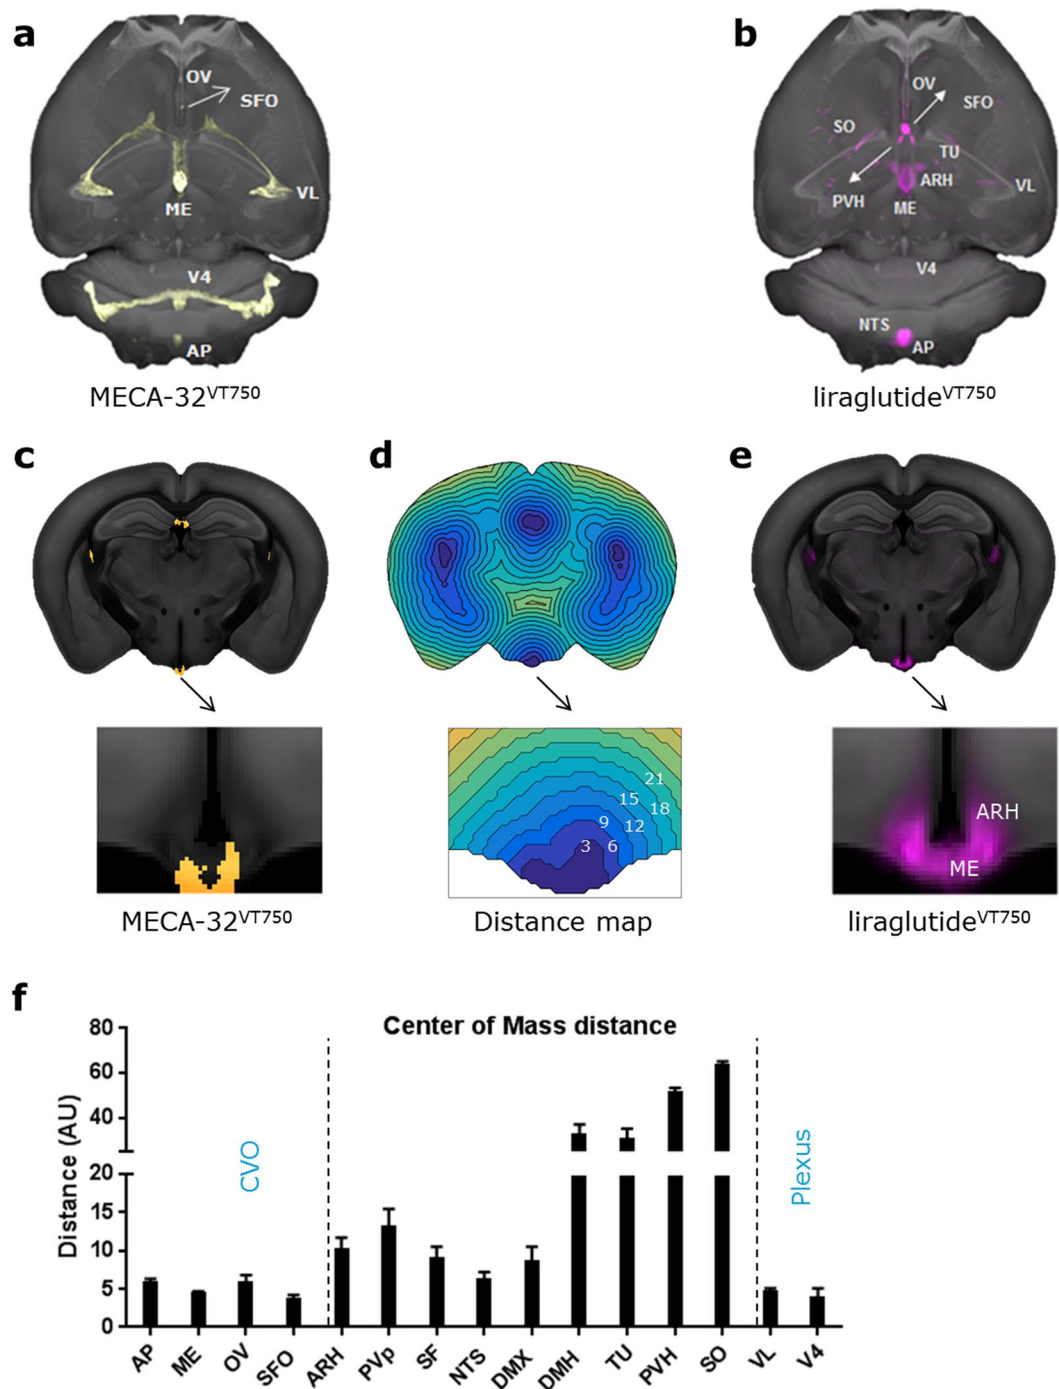 a
OV
SFO
VL
ME
V4
AP
MECA-32VT750
b
OV
SFO
SO
TU
ARH
VL
PVH
ME
V4
NTS
AP
liraglutideVT750
c
MECA-32VT750
d
21
15
18
9
12
3
6
Distance map
e
ARH
ME
liraglutideVT750
f
Center of Mass distance
Distance (AU)
80
60
40
20
15
10
5
0
CVO
Plexus
AP ME OV SFO ARH PVp SF NTS DMX DMH TU PVH SO VL V4